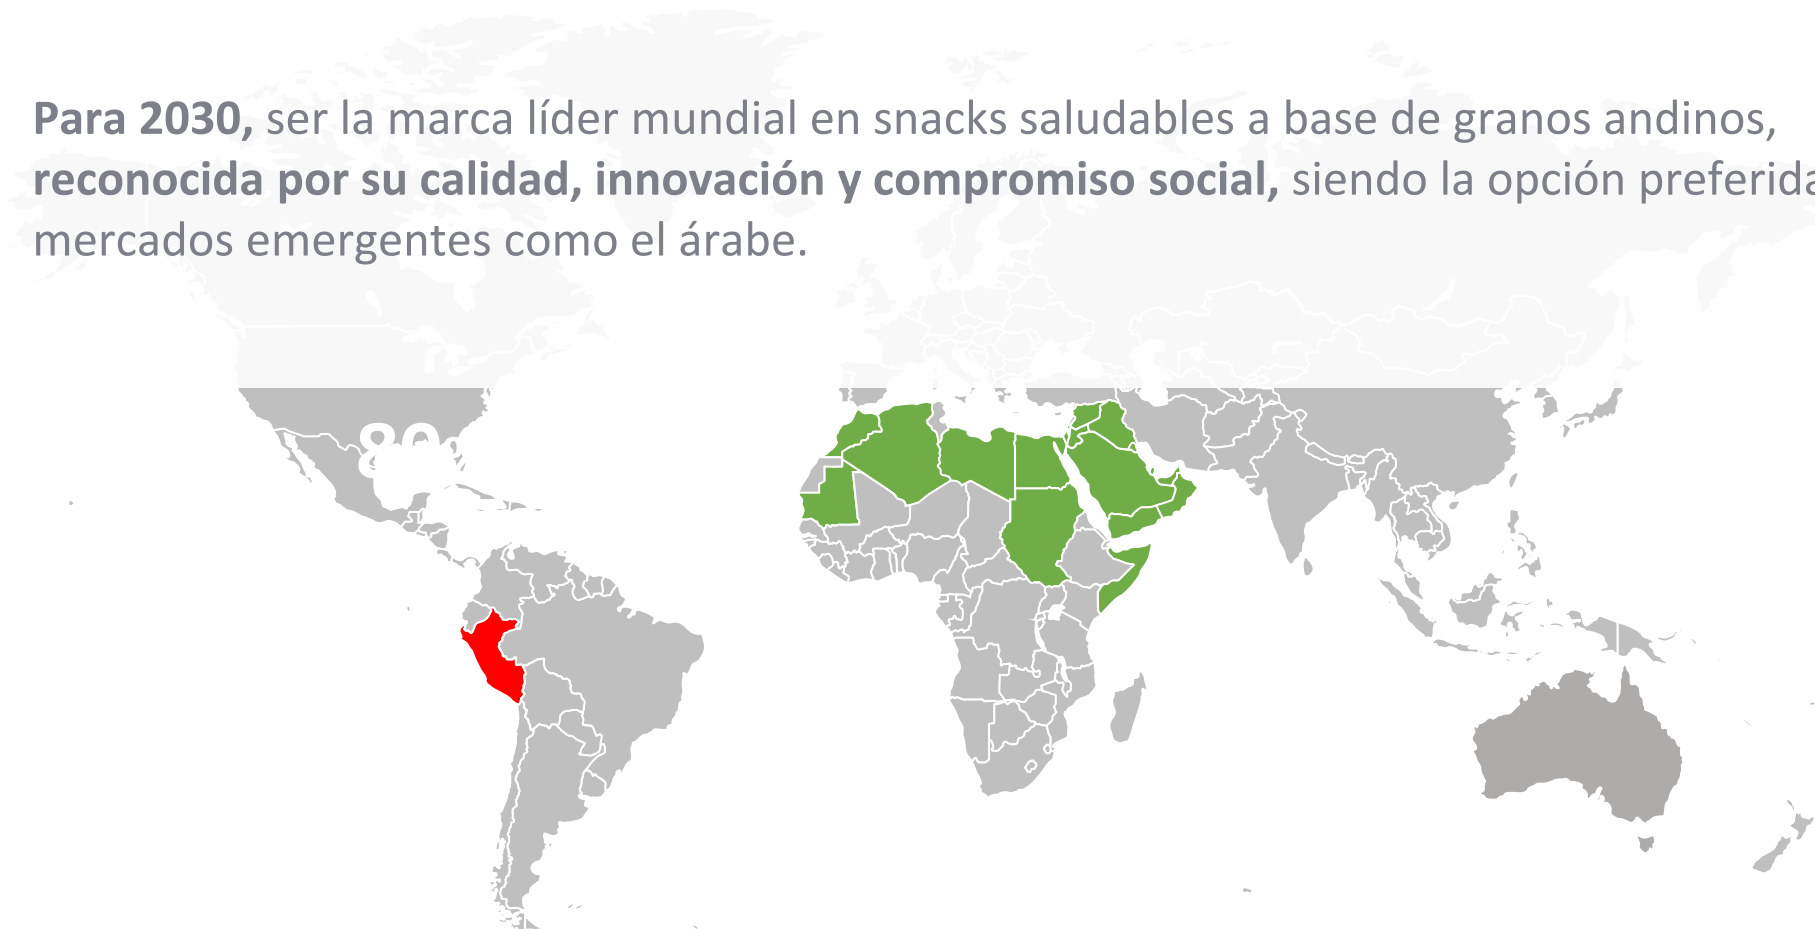 Para 2030, ser la marca líder mundial en snacks saludables a base de granos andinos,
reconocida por su calidad, innovación y compromiso social, siendo la opción preferida
mercados emergentes como el árabe.